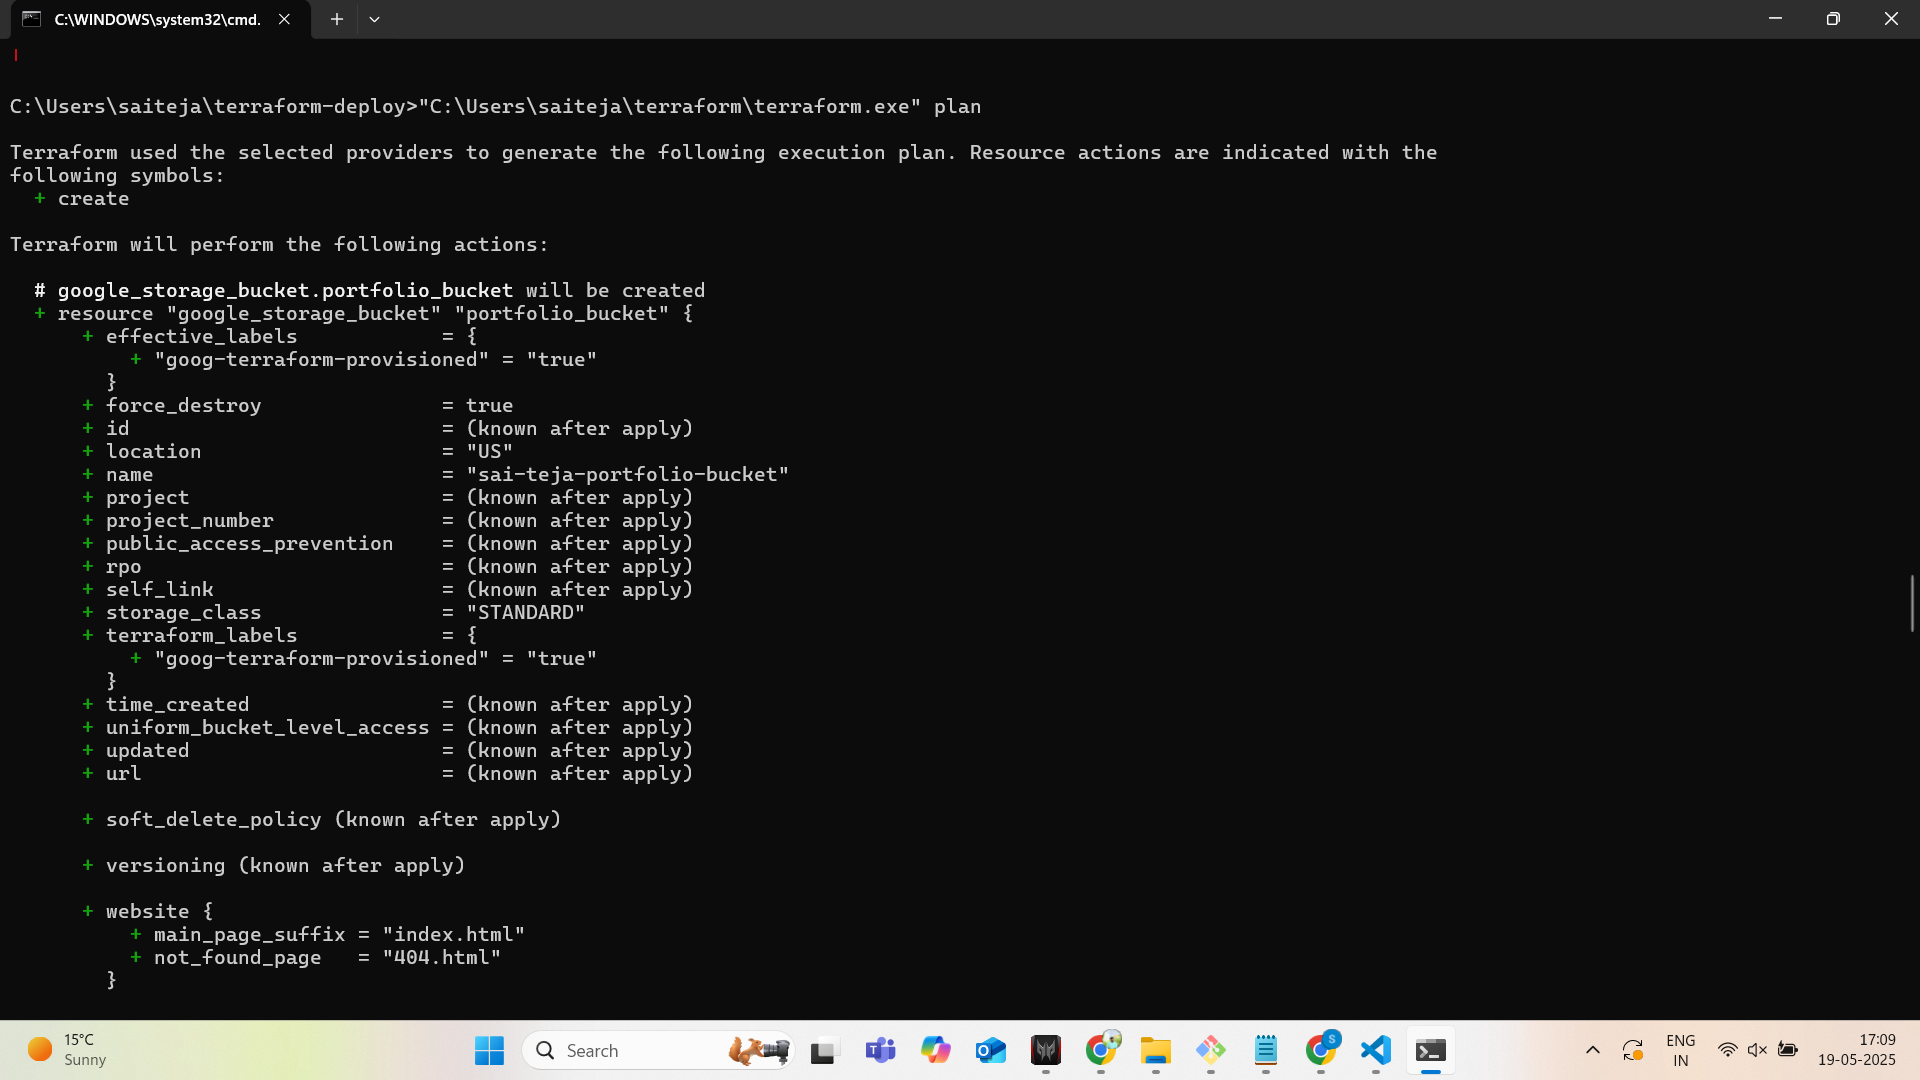 C:\WINDOWS\system32\cmd.
C:\Users\saiteja\terraform-deploy>"C:\Users\saiteja\terraform\terraform.exe" plan
Terraform used the selected providers to generate the following execution plan. Resource actions are indicated with the
following symbols:
+ create
Terraform will perform the following actions:
# google_storage_bucket.portfolio_bucket will be created
+ resource "google_storage_bucket" "portfolio_bucket" {
+ effective_labels = {
+ "goog-terraform-provisioned" = "true"
}
+ force_destroy = true
+ id = (known after apply)
+ location = "US"
+ name = "sai-teja-portfolio-bucket"
+ project = (known after apply)
+ project_number = (known after apply)
+ public_access_prevention = (known after apply)
+ rpo = (known after apply)
+ self_link = (known after apply)
+ storage_class = "STANDARD"
+ terraform_labels = {
+ "goog-terraform-provisioned" = "true"
}
+ time_created = (known after apply)
+ uniform_bucket_level_access = (known after apply)
+ updated = (known after apply)
+ url = (known after apply)
+ soft_delete_policy (known after apply)
+ versioning (known after apply)
+ website {
+ main_page_suffix = "index.html"
+ not_found_page = "404.html"
}
15°C
Sunny
Search
ENG
IN
17:09
19-05-2025